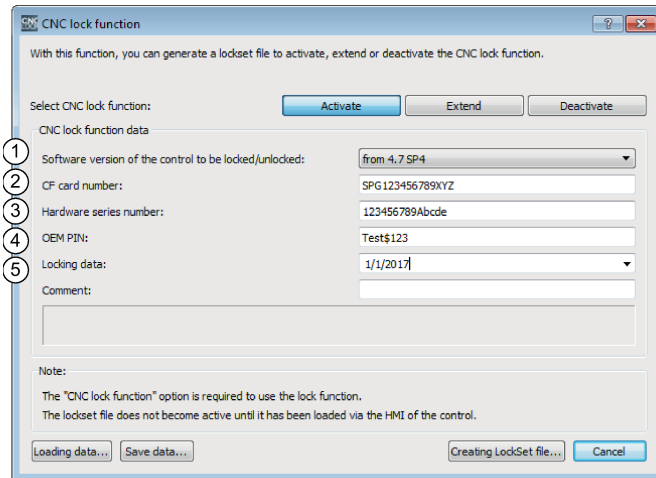 CNC lock function
With this function, you can generate a lockset file to activate, extend or deactivate the CNC lock function.
Select CNC lock function: Activate Extend Deactivate
CNC lock function data
1 Software version of the control to be locked/unlocked: from 4.7 SP4
2 CF card number: SPG123456789XYZ
3 Hardware series number: 123456789Abcde
4 OEM PIN: Test$123
5 Locking data: 1/1/2017
Comment:
Note:
The "CNC lock function" option is required to use the lock function.
The lockset file does not become active until it has been loaded via the HMI of the control.
Loading data... Save data... Creating LockSet file... Cancel